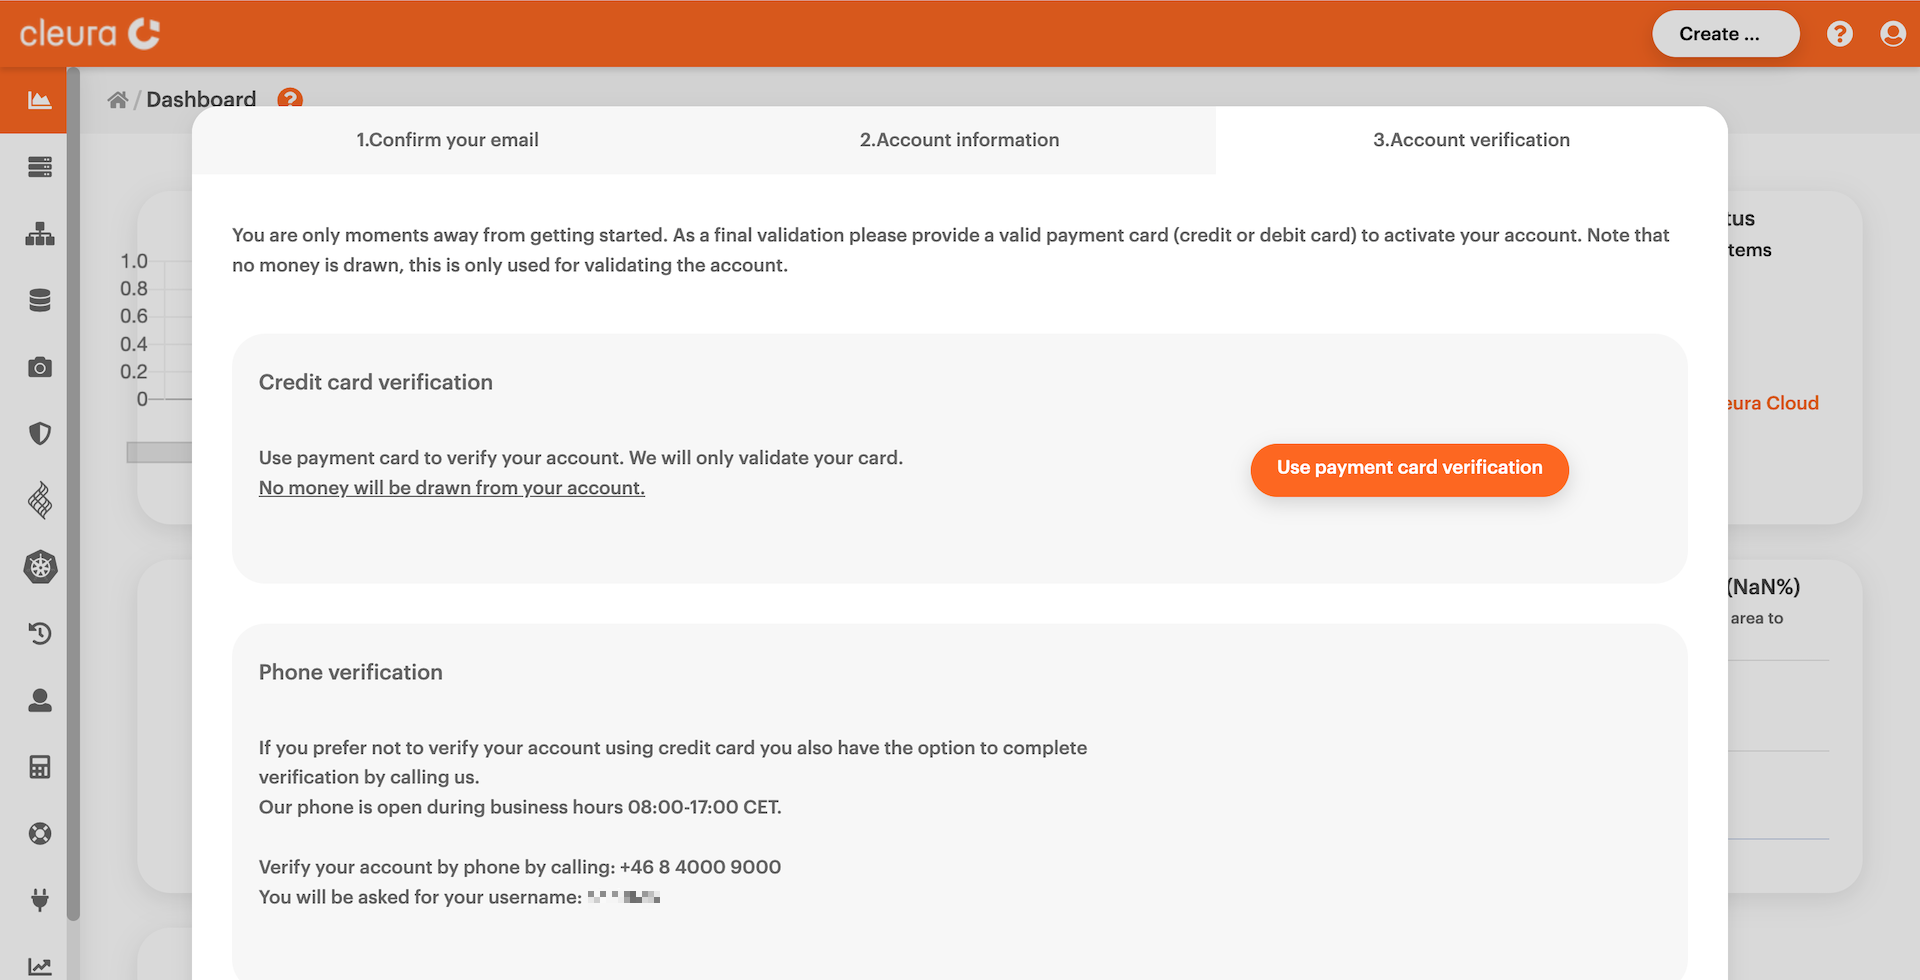 cleura
Create ...
?
/ Dashboard ?
1.Confirm your email
2.Account information
3.Account verification
You are only moments away from getting started. As a final validation please provide a valid payment card (credit or debit card) to activate your account. Note that
no money is drawn, this is only used for validating the account.
1.0
0.8
0.6
0.4
0.2
0
tus
tems
eura Cloud
Credit card verification
Use payment card to verify your account. We will only validate your card.
No money will be drawn from your account.
Use payment card verification
(NaN%)
area to
Phone verification
If you prefer not to verify your account using credit card you also have the option to complete
verification by calling us.
Our phone is open during business hours 08:00-17:00 CET.
Verify your account by phone by calling: +46 8 4000 9000
You will be asked for your username: